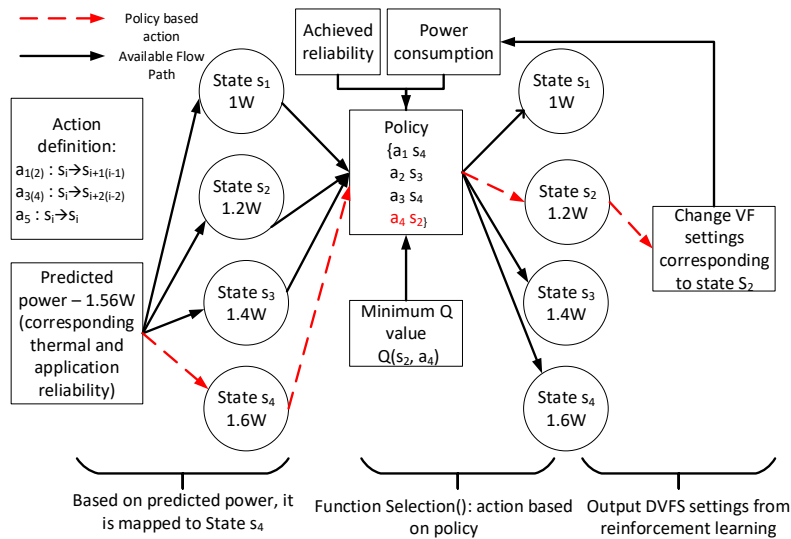 Policy based
action
Available Flow
Path
Achieved
reliability
Power
consumption
State s₁
1W
State s₁
1W
Action
definition:
a₁₍₂₎ : sᵢ→sᵢ₊₁₍ᵢ₋₁₎
a₃₍₄₎ : sᵢ→sᵢ₊₂₍ᵢ₋₂₎
a₅ : sᵢ→sᵢ
Policy
{a₁ s₄
a₂ s₃
a₃ s₄
a₄ s₂}
State s₂
1.2W
State s₂
1.2W
Change VF
settings
corresponding
to state S₂
Predicted
power – 1.56W
(corresponding
thermal and
application
reliability)
State s₃
1.4W
Minimum Q
value
Q(s₂, a₄)
State s₃
1.4W
State s₄
1.6W
State s₄
1.6W
Based on predicted power, it
is mapped to State s₄
Function Selection(): action based
on policy
Output DVFS settings from
reinforcement learning